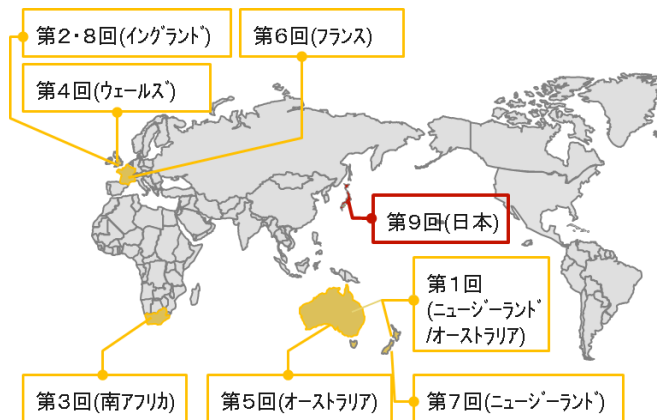 第2・8回(イングランド)
第6回(フランス)
第4回(ウェールズ)
第9回(日本)
第1回
(ニュージーランド
/オーストラリア)
第3回(南アフリカ)
第5回(オーストラリア)
第7回(ニュージーランド)